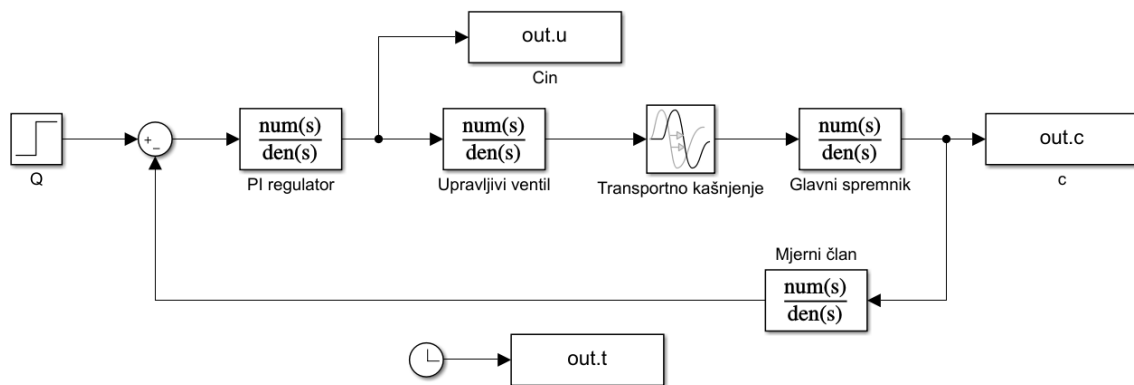 out.u
Cin
Q
+
−
num(s)
den(s)
PI regulator
num(s)
den(s)
Upravljivi ventil
Transportno kašnjenje
num(s)
den(s)
Glavni spremnik
out.c
c
Mjerni član
num(s)
den(s)
out.t